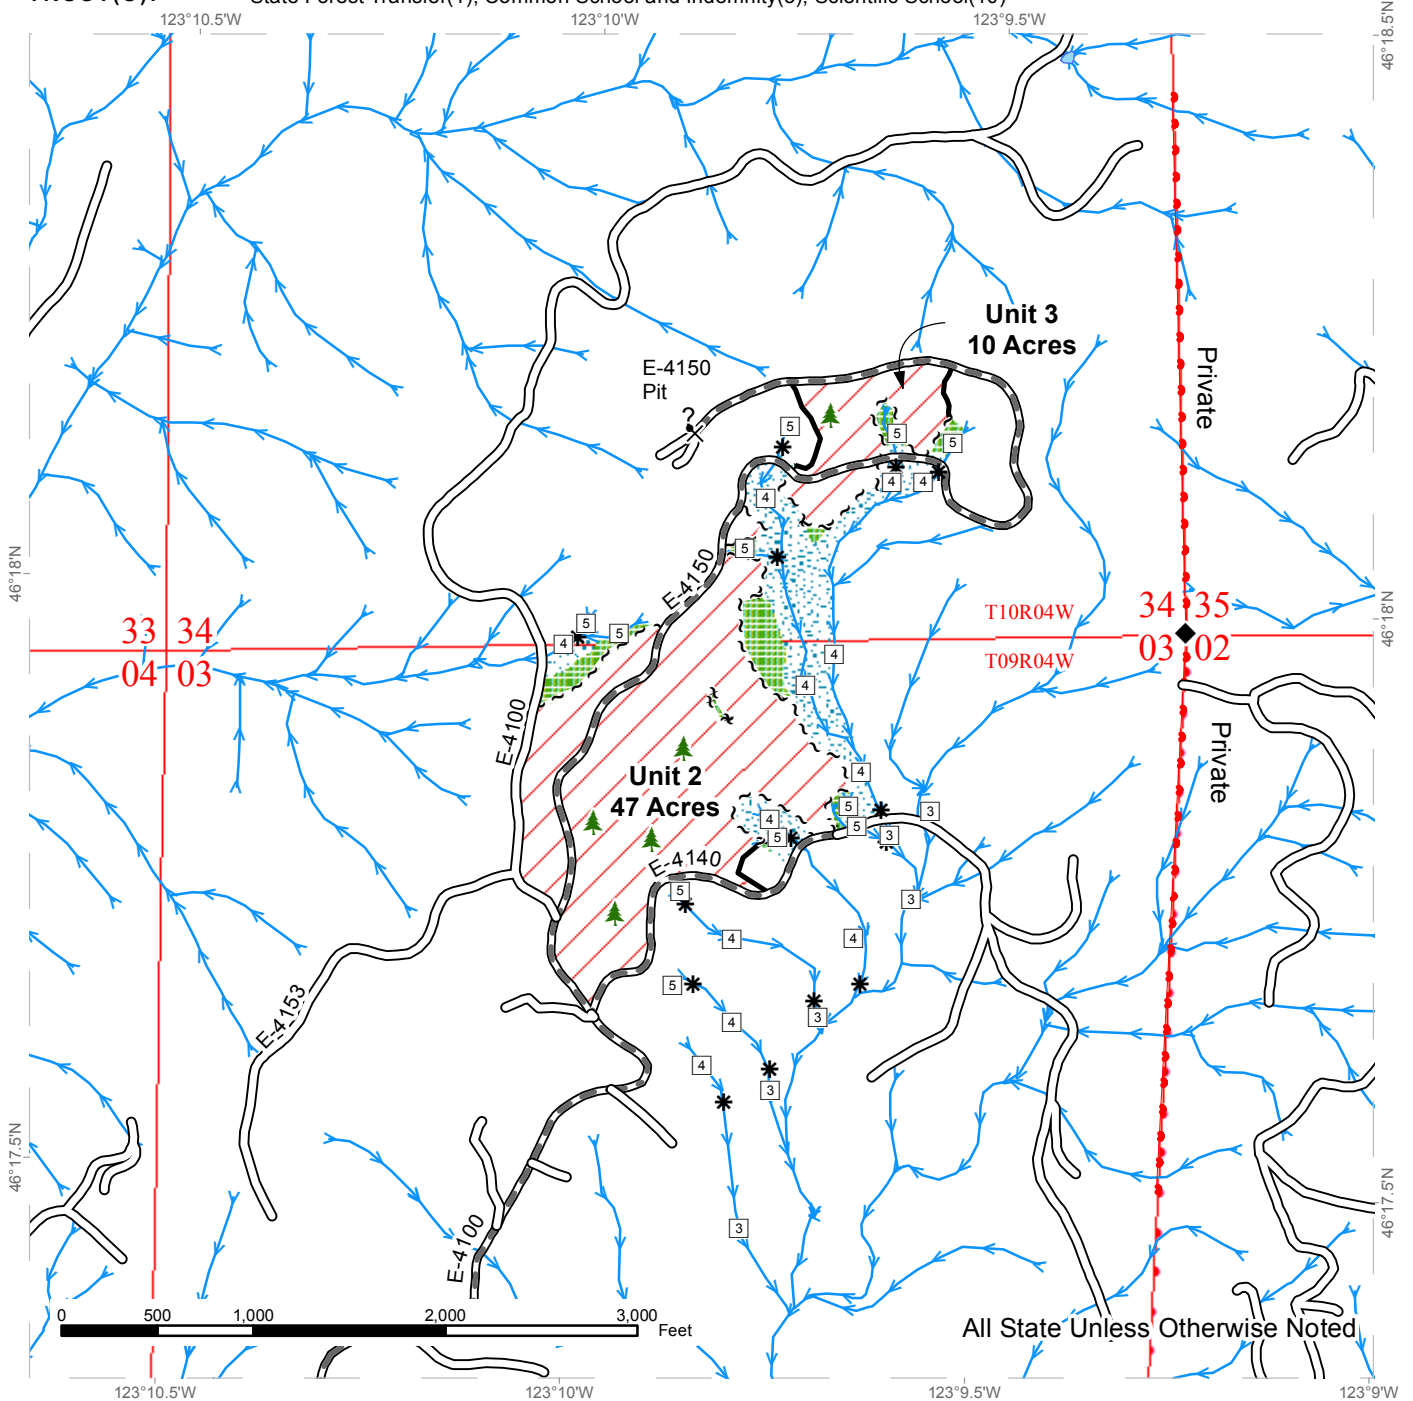 State Forest Transfer(1), Common School and Indemnity(3), Scientific School(10)
123°10.5'W
123°10'W
123°9.5'W
46°18.5'N
Unit 3
10 Acres
E-4150
Pit
?
Private
5
5
5
4
4
4
5
E-4150
46°18'N
46°18'N
33 34
04 03
5
5
4
T10R04W
T09R04W
34 35
03 02
4
4
E-4100
Private
Unit 2
47 Acres
4
5
3
4
5
3
5
E-4140
5
3
4
4
5
3
4
E-4153
4
3
46°17.5'N
46°17.5'N
3
E-4100
0 500 1,000 2,000 3,000
Feet
All State Unless Otherwise Noted
123°10.5'W
123°10'W
123°9.5'W
123°9'W